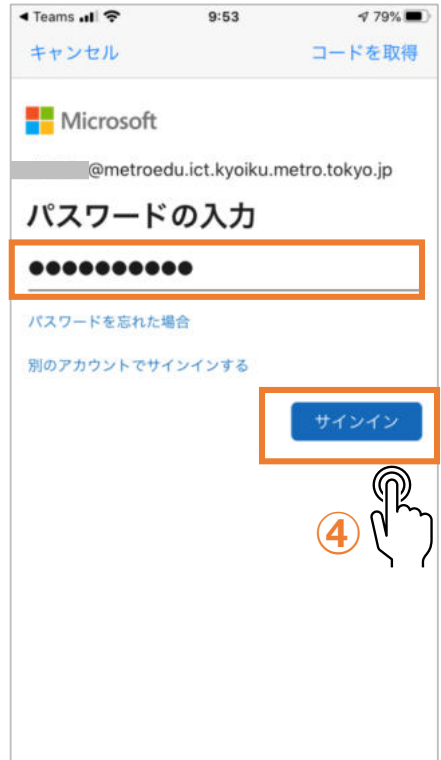 Teams 9:53 79%
キャンセル コードを取得
Microsoft
@metroedu.ict.kyoiku.metro.tokyo.jp
パスワードの入力
●●●●●●●●●●
パスワードを忘れた場合
別のアカウントでサインインする
サインイン
④